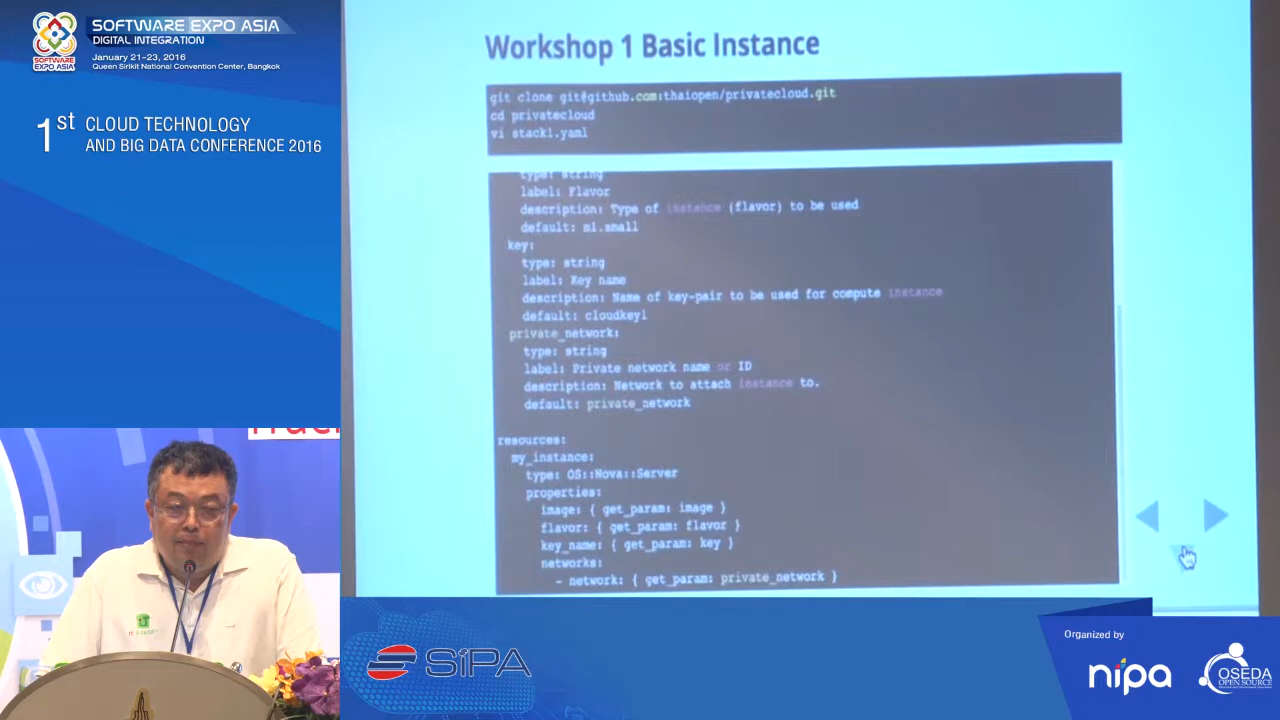 SOFTWARE EXPO ASIA
DIGITAL INTEGRATION
January 21-23, 2016
Queen Sirikit National Convention Center, Bangkok
SOFTWARE
EXPO ASIA
1st CLOUD TECHNOLOGY
AND BIG DATA CONFERENCE 2016
Workshop 1 Basic Instance
git clone git@github.com:thaiopen/privatecloud.git
cd privatecloud
vi stack1.yaml
type: string
label: Flavor
description: Type of instance (flavor) to be used
default: m1.small
key:
type: string
label: Key name
description: Name of key-pair to be used for compute instance
default: cloudkey1
private_network:
type: string
label: Private network name or ID
description: Network to attach instance to.
default: private_network
resources:
my_instance:
type: OS::Nova::Server
properties:
image: { get_param: image }
flavor: { get_param: flavor }
key_name: { get_param: key }
networks:
- network: { get_param: private_network }
SiPA
Organized by
nipa
OSEDA
OPEN SOURCE